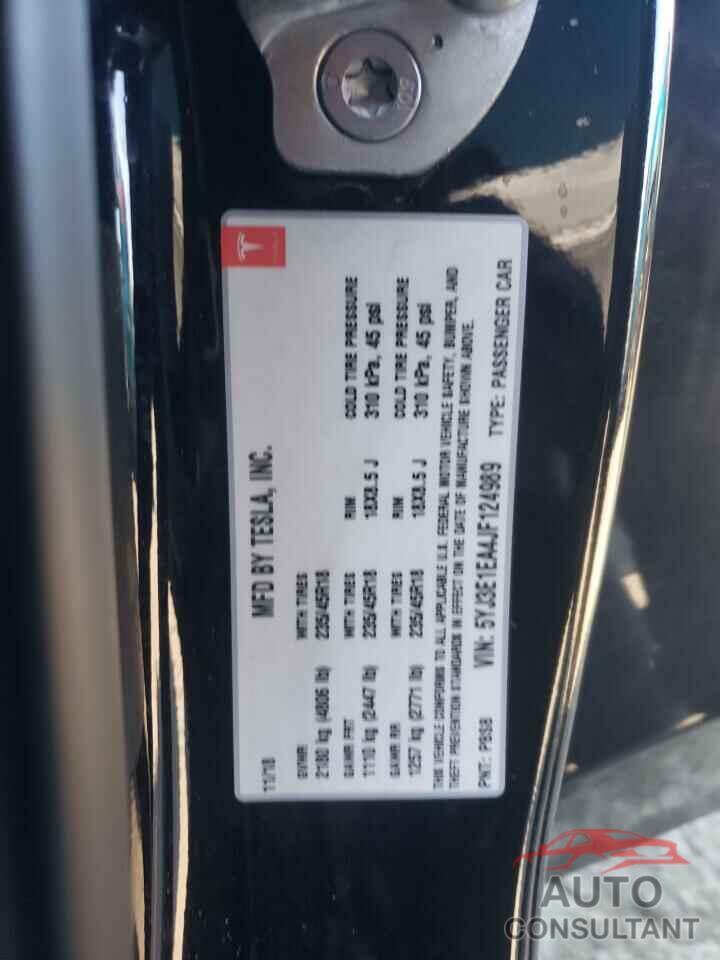 11/18 MFD BY TESLA, INC.
GVWR WITH TIRES
2180 kg (4806 lb) 235/45R18
GAWR FRT WITH TIRES RIM COLD TIRE PRESSURE
1110 kg (2447 lb) 235/45R18 18X8.5 J 310 kPa, 45 psi
GAWR RR WITH TIRES RIM COLD TIRE PRESSURE
1257 kg (2771 lb) 235/45R18 18X8.5 J 310 kPa, 45 psi
THIS VEHICLE CONFORMS TO ALL APPLICABLE U.S. FEDERAL MOTOR VEHICLE SAFETY, BUMPER, AND
THEFT PREVENTION STANDARDS IN EFFECT ON THE DATE OF MANUFACTURE SHOWN ABOVE.
PNT: PBSB VIN: 5YJ3E1EA4JF124989 TYPE: PASSENGER CAR
AUTO
CONSULTANT